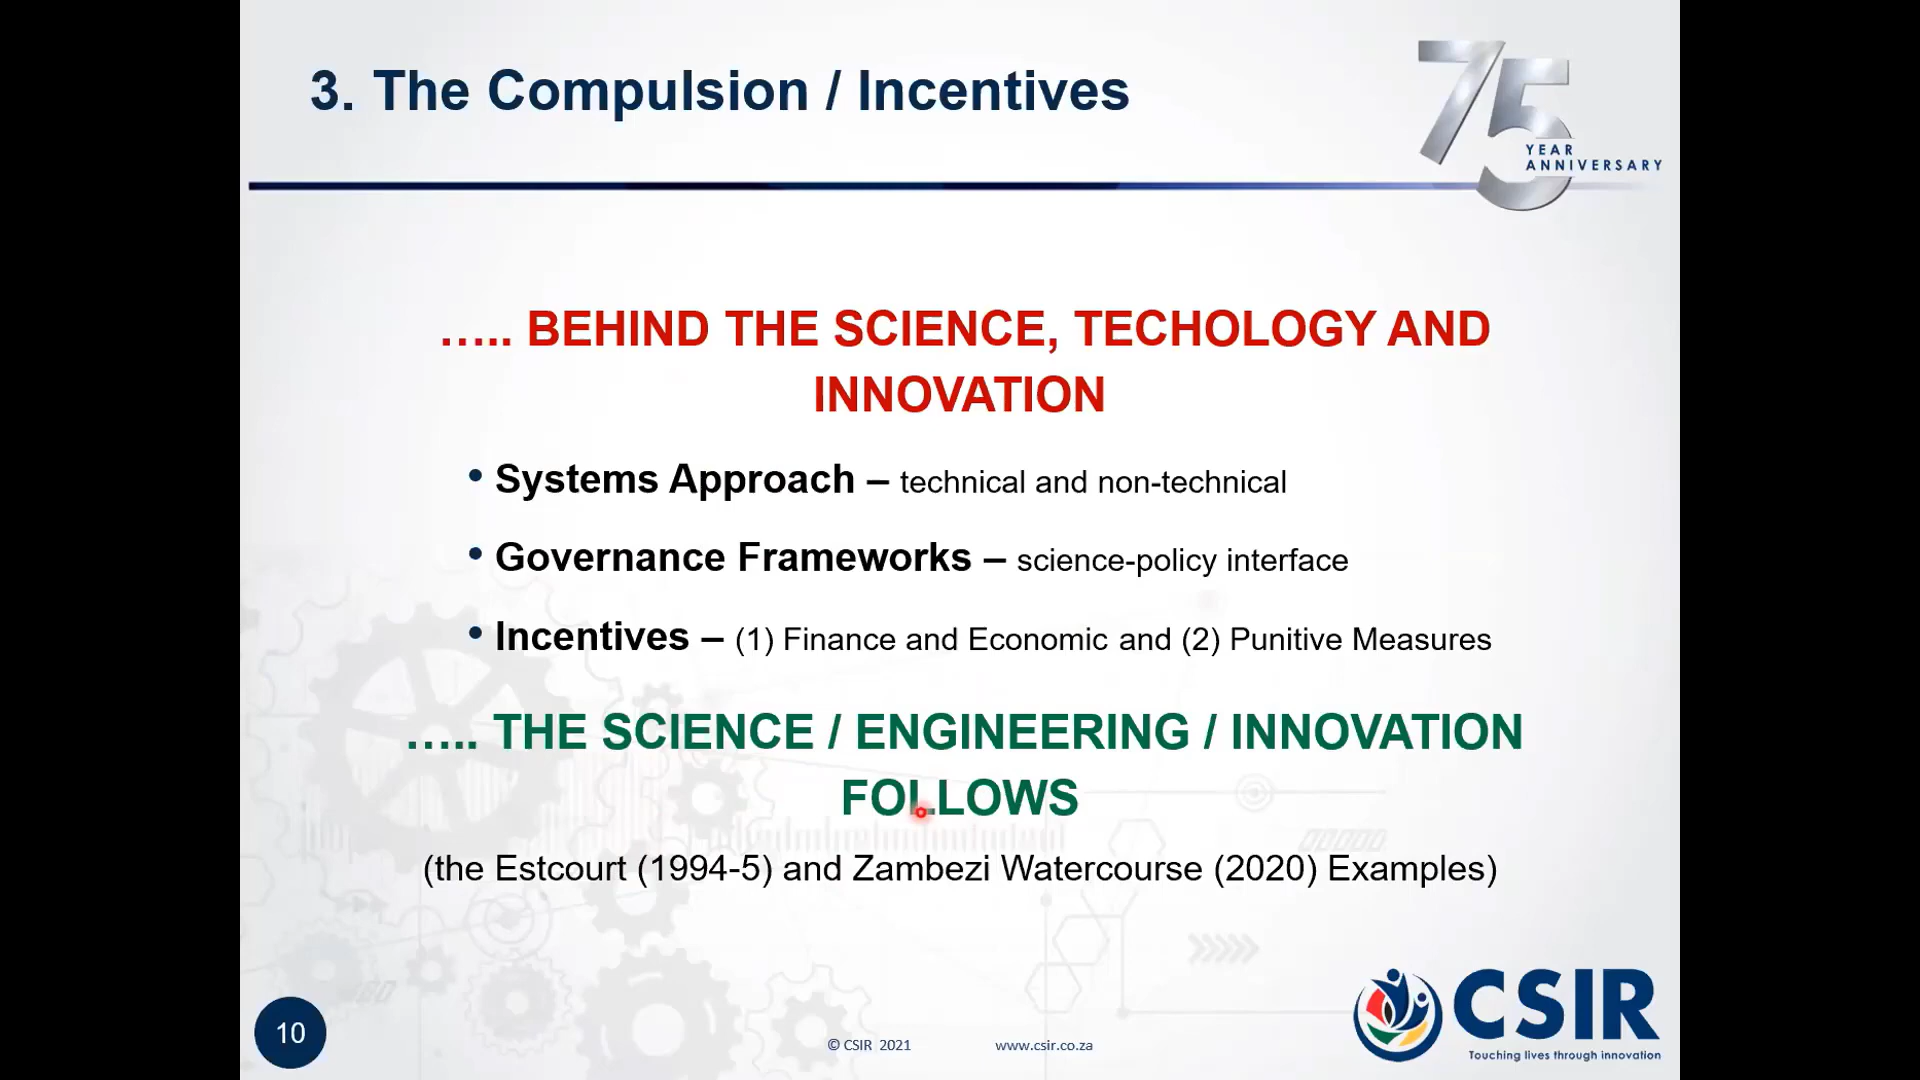 3. The Compulsion / Incentives
75
YEAR
ANNIVERSARY
….. BEHIND THE SCIENCE, TECHOLOGY AND
INNOVATION
• Systems Approach – technical and non-technical
• Governance Frameworks – science-policy interface
• Incentives – (1) Finance and Economic and (2) Punitive Measures
….. THE SCIENCE / ENGINEERING / INNOVATION
FOLLOWS
(the Estcourt (1994-5) and Zambezi Watercourse (2020) Examples)
10
© CSIR 2021
www.csir.co.za
CSIR
Touching lives through innovation